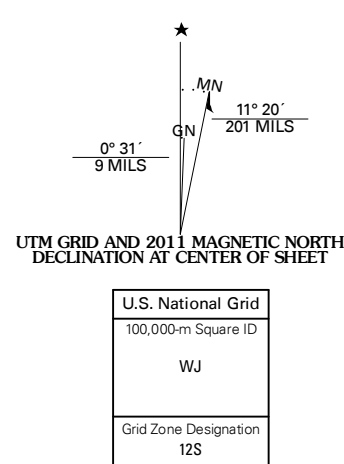 ★
MN
GN
11° 20´
201 MILS
0° 31´
9 MILS
UTM GRID AND 2011 MAGNETIC NORTH
DECLINATION AT CENTER OF SHEET
U.S. National Grid
100,000-m Square ID
WJ
Grid Zone Designation
12S